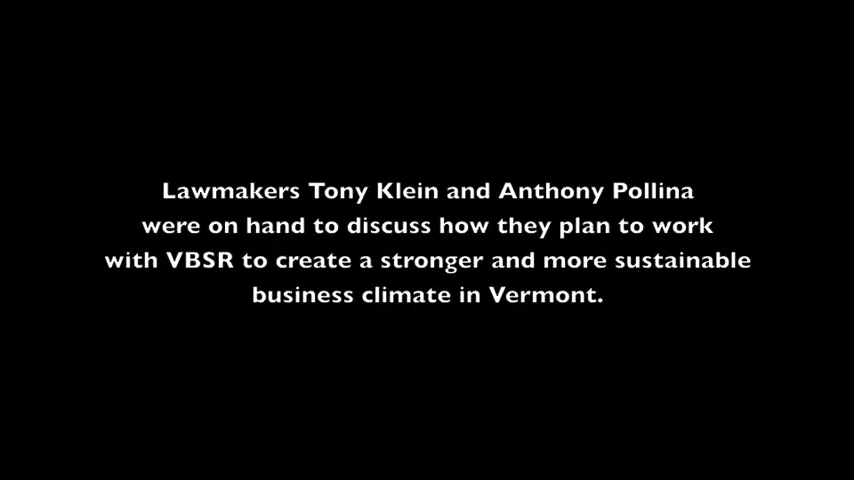 Lawmakers Tony Klein and Anthony Pollina
were on hand to discuss how they plan to work
with VBSR to create a stronger and more sustainable
business climate in Vermont.